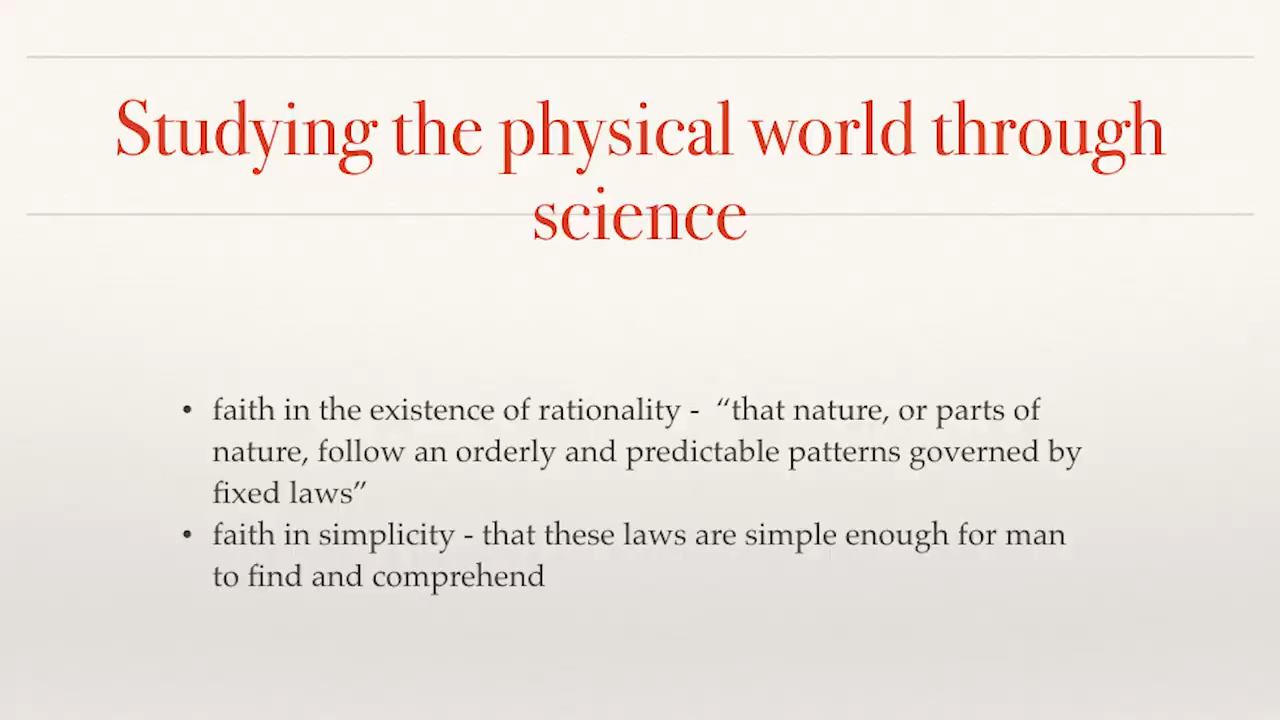 Studying the physical world through
science
• faith in the existence of rationality -  “that nature, or parts of
nature, follow an orderly and predictable patterns governed by
fixed laws”
• faith in simplicity - that these laws are simple enough for man
to find and comprehend